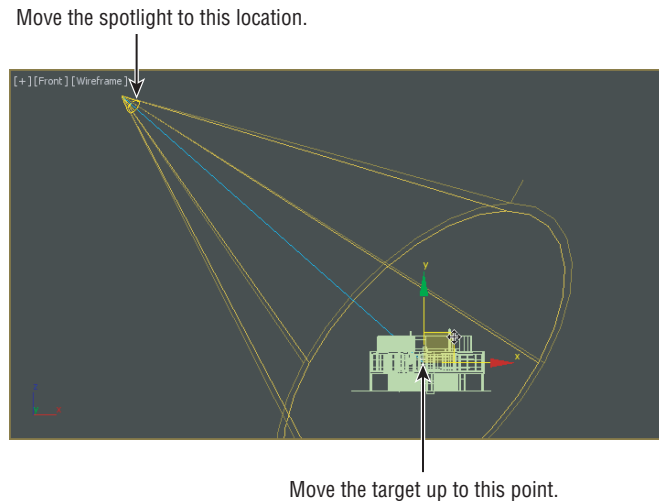 Move the spotlight to this location.
[+] [Front] [Wireframe]
y
x
z
y
x
Move the target up to this point.